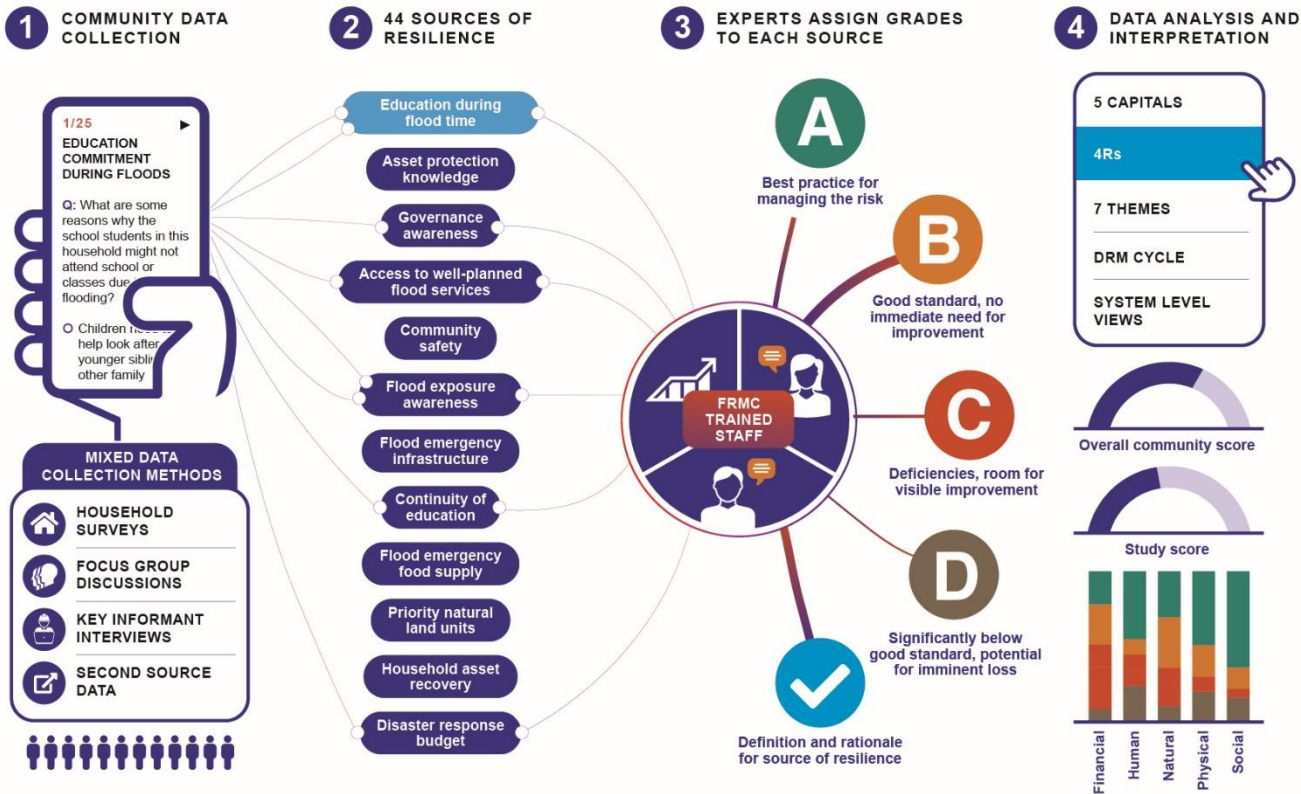 1 COMMUNITY DATA
COLLECTION
1/25
EDUCATION
COMMITMENT
DURING FLOODS
Q: What are some
reasons why the
school students in this
household might not
attend school or
classes due
flooding?
O Children
help look after
younger
other family
MIXED DATA
COLLECTION METHODS
HOUSEHOLD
SURVEYS
FOCUS GROUP
DISCUSSIONS
KEY INFORMANT
INTERVIEWS
SECOND SOURCE
DATA
2 44 SOURCES OF
RESILIENCE
Education during
flood time
Asset protection
knowledge
Governance
awareness
Access to well-planned
flood services
Community
safety
Flood exposure
awareness
Flood emergency
infrastructure
Continuity of
education
Flood emergency
food supply
Priority natural
land units
Household asset
recovery
Disaster response
budget
3 EXPERTS ASSIGN GRADES
TO EACH SOURCE
FRMC
TRAINED
STAFF
A
Best practice for
managing the risk
B
Good standard, no
immediate need for
improvement
C
Deficiencies, room for
visible improvement
D
Significantly below
good standard, potential
for imminent loss
Definition and rationale
for source of resilience
4 DATA ANALYSIS AND
INTERPRETATION
5 CAPITALS
4Rs
7 THEMES
DRM CYCLE
SYSTEM LEVEL
VIEWS
Overall community score
Study score
Financial
Human
Natural
Physical
Social